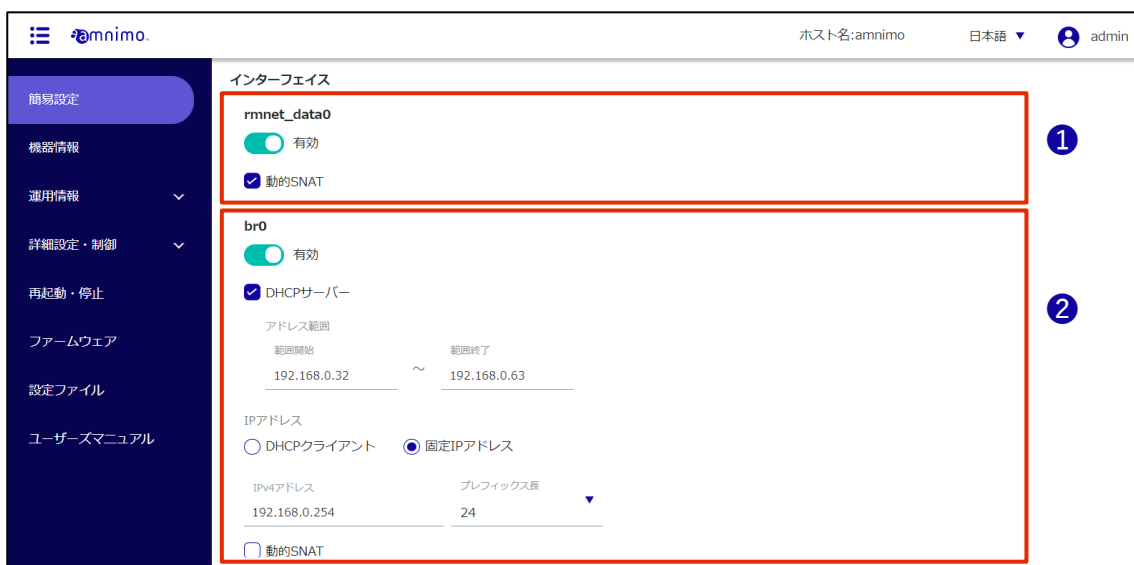 amnimo
ホスト名:amnimo 日本語 ▼ admin
簡易設定
機器情報
運用情報
詳細設定・制御
再起動・停止
ファームウェア
設定ファイル
ユーザーズマニュアル
インターフェイス
rmnet_data0
有効
動的SNAT
1
br0
有効
DHCPサーバー
アドレス範囲
範囲開始 範囲終了
192.168.0.32 ～ 192.168.0.63
IPアドレス
DHCPクライアント 固定IPアドレス
IPv4アドレス プレフィックス長
192.168.0.254 24
動的SNAT
2